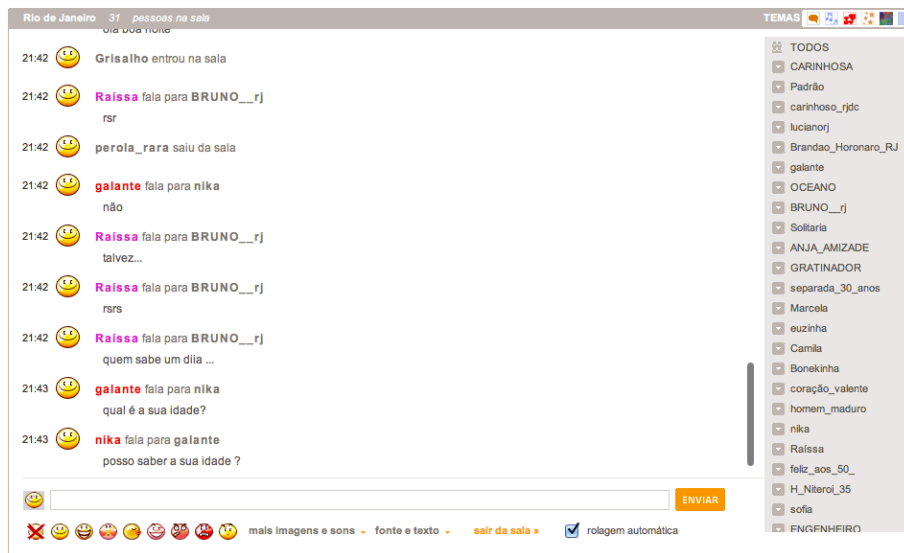 Rio de Janeiro 31 pessoas na sala
TEMAS
ola boa noite
21:42 Grisalho entrou na sala
21:42 Raíssa fala para BRUNO__rj
rsr
21:42 perola_rara saiu da sala
21:42 galante fala para nika
não
21:42 Raíssa fala para BRUNO__rj
talvez...
21:42 Raíssa fala para BRUNO__rj
rsrs
21:42 Raíssa fala para BRUNO__rj
quem sabe um diia ...
21:43 galante fala para nika
qual é a sua idade?
21:43 nika fala para galante
posso saber a sua idade ?
ENVIAR
mais imagens e sons fonte e texto sair da sala » rolagem automática
TODOS
CARINHOSA
Padrão
carinhoso_rjdc
lucianorj
Brandao_Horonaro_RJ
galante
OCEANO
BRUNO__rj
Solitaria
ANJA_AMIZADE
GRATINADOR
separada_30_anos
Marcela
euzinha
Camila
Bonekinha
coração_valente
homem_maduro
nika
Raíssa
feliz_aos_50_
H_Niteroi_35
sofia
ENGENHEIRO